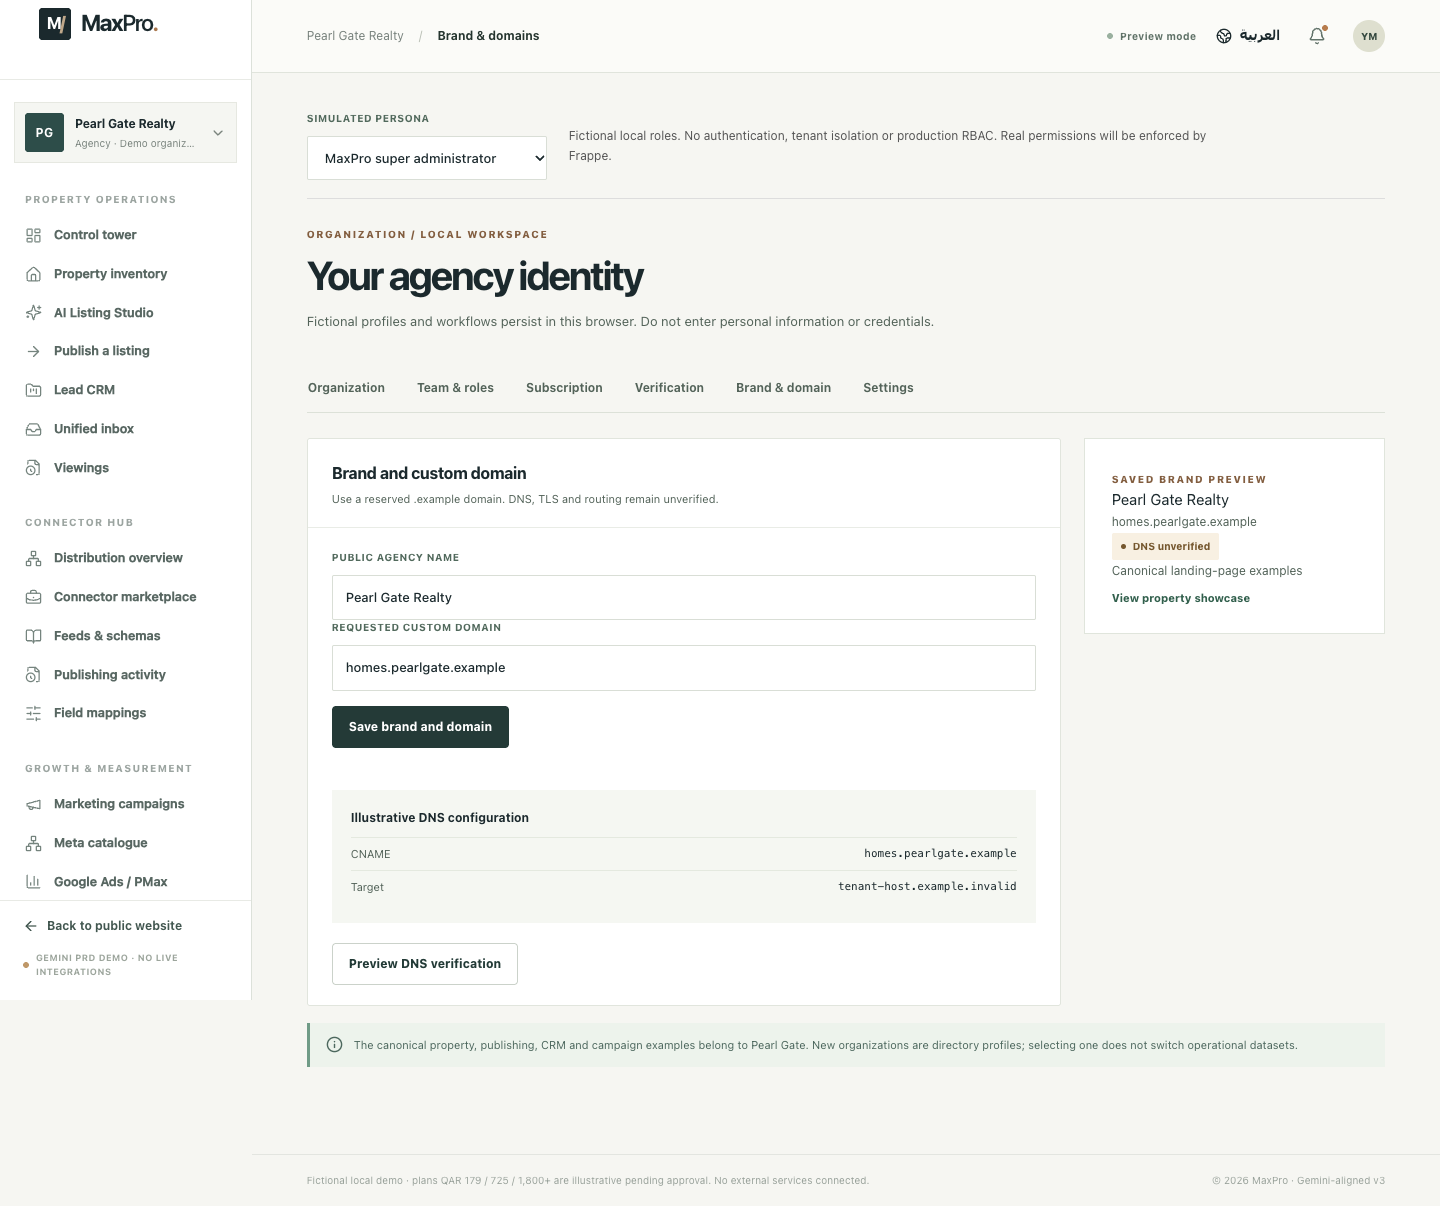 M/ MaxPro.
Pearl Gate Realty / Brand & domains
Preview mode
العربية
YM
PG
Pearl Gate Realty
Agency · Demo organiz...
PROPERTY OPERATIONS
Control tower
Property inventory
AI Listing Studio
Publish a listing
Lead CRM
Unified inbox
Viewings
CONNECTOR HUB
Distribution overview
Connector marketplace
Feeds & schemas
Publishing activity
Field mappings
GROWTH & MEASUREMENT
Marketing campaigns
Meta catalogue
Google Ads / PMax
Back to public website
GEMINI PRD DEMO · NO LIVE
INTEGRATIONS
SIMULATED PERSONA
MaxPro super administrator
Fictional local roles. No authentication, tenant isolation or production RBAC. Real permissions will be enforced by
Frappe.
ORGANIZATION / LOCAL WORKSPACE
Your agency identity
Fictional profiles and workflows persist in this browser. Do not enter personal information or credentials.
Organization Team & roles Subscription Verification Brand & domain Settings
Brand and custom domain
Use a reserved .example domain. DNS, TLS and routing remain unverified.
PUBLIC AGENCY NAME
Pearl Gate Realty
REQUESTED CUSTOM DOMAIN
homes.pearlgate.example
Save brand and domain
Illustrative DNS configuration
CNAME homes.pearlgate.example
Target tenant-host.example.invalid
Preview DNS verification
SAVED BRAND PREVIEW
Pearl Gate Realty
homes.pearlgate.example
DNS unverified
Canonical landing-page examples
View property showcase
The canonical property, publishing, CRM and campaign examples belong to Pearl Gate. New organizations are directory profiles; selecting one does not switch operational datasets.
Fictional local demo · plans QAR 179 / 725 / 1,800+ are illustrative pending approval. No external services connected.
© 2026 MaxPro · Gemini-aligned v3